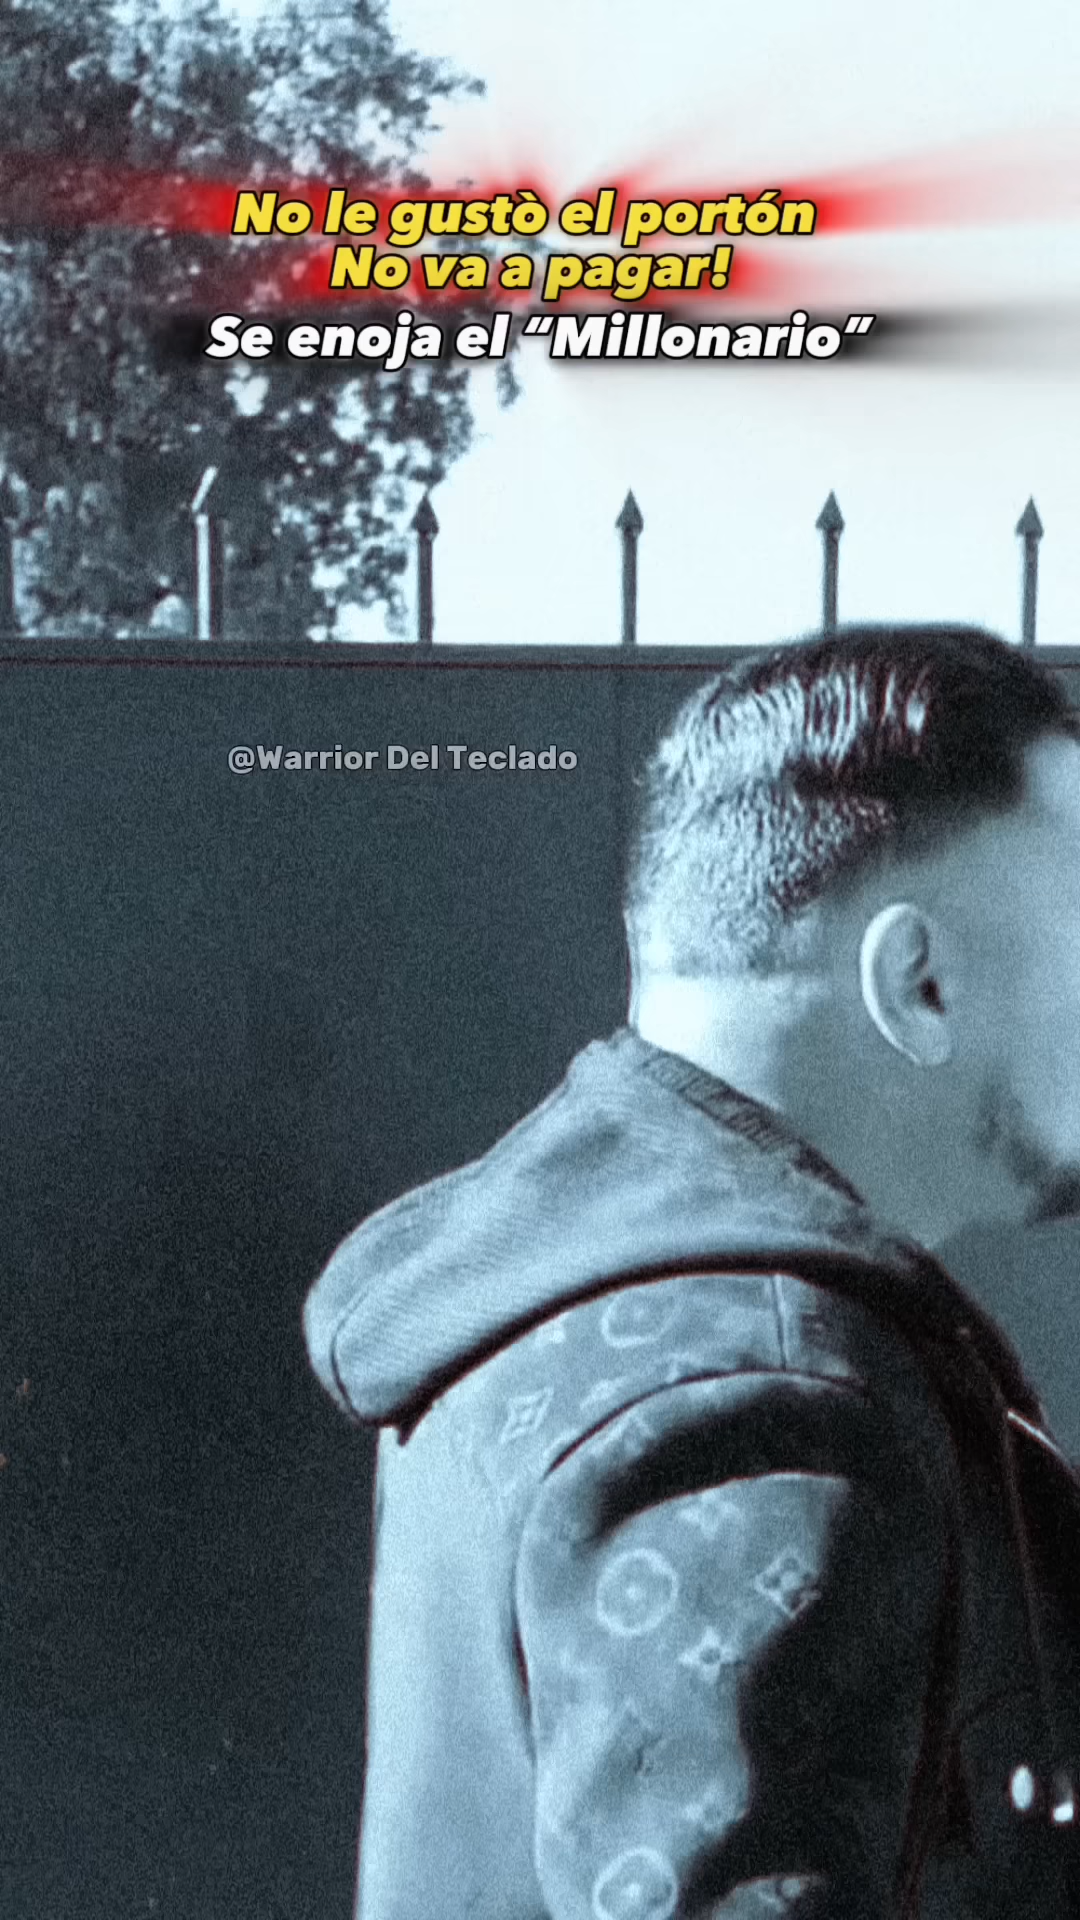 No le gustò el portón
No va a pagar!
Se enoja el “Millonario”
@Warrior Del Teclado